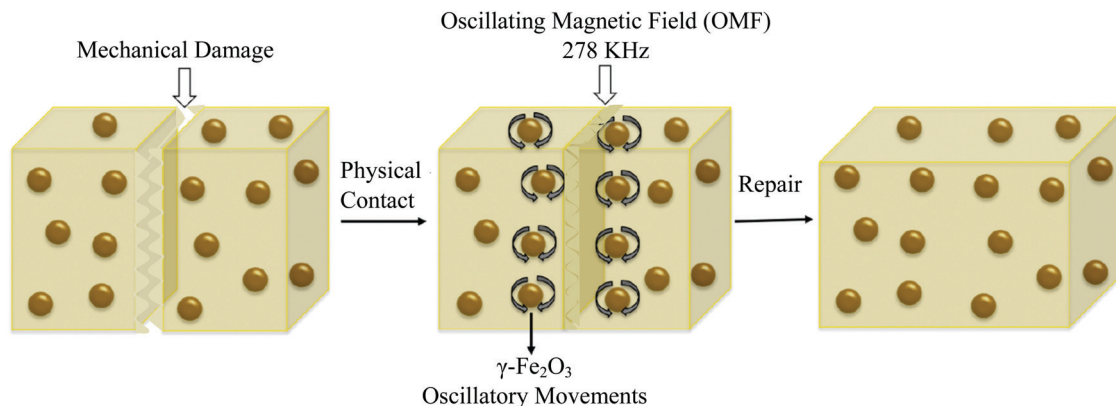 Mechanical Damage
Oscillating Magnetic Field (OMF)
278 KHz
Physical
Contact
Repair
γ-Fe₂O₃
Oscillatory Movements